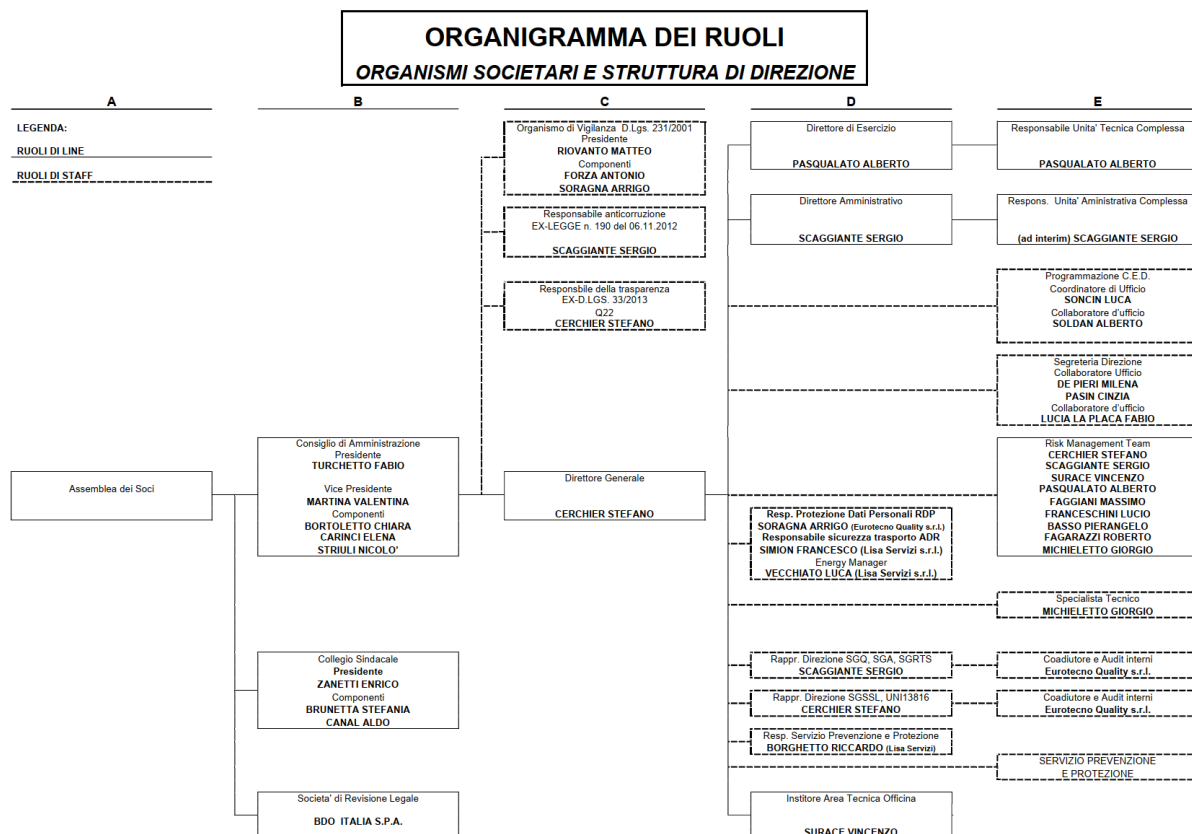 ORGANIGRAMMA DEI RUOLI
ORGANISMI SOCIETARI E STRUTTURA DI DIREZIONE
A
LEGENDA:
RUOLI DI LINE
RUOLI DI STAFF
Assemblea dei Soci
B
Consiglio di Amministrazione
Presidente
TURCHETTO FABIO
Vice Presidente
MARTINA VALENTINA
Componenti
BORTOLETTO CHIARA
CARINCI ELENA
STRIULI NICOLO'
Collegio Sindacale
Presidente
ZANETTI ENRICO
Componenti
BRUNETTA STEFANIA
CANAL ALDO
Societa' di Revisione Legale
BDO ITALIA S.P.A.
C
Organismo di Vigilanza D.Lgs. 231/2001
Presidente
RIOVANTO MATTEO
Componenti
FORZA ANTONIO
SORAGNA ARRIGO
Responsabile anticorruzione
EX-LEGGE n. 190 del 06.11.2012
SCAGGIANTE SERGIO
Responsbile della trasparenza
EX-D.LGS. 33/2013
Q22
CERCHIER STEFANO
Direttore Generale
CERCHIER STEFANO
D
Direttore di Esercizio
PASQUALATO ALBERTO
Direttore Amministrativo
SCAGGIANTE SERGIO
Resp. Protezione Dati Personali RDP
SORAGNA ARRIGO (Eurotecno Quality s.r.l.)
Responsabile sicurezza trasporto ADR
SIMION FRANCESCO (Lisa Servizi s.r.l.)
Energy Manager
VECCHIATO LUCA (Lisa Servizi s.r.l.)
Rappr. Direzione SGQ, SGA, SGRTS
SCAGGIANTE SERGIO
Rappr. Direzione SGSSL, UNI13816
CERCHIER STEFANO
Resp. Servizio Prevenzione e Protezione
BORGHETTO RICCARDO (Lisa Servizi)
Institore Area Tecnica Officina
SURACE VINCENZO
E
Responsabile Unità Tecnica Complessa
PASQUALATO ALBERTO
Respons. Unita' Aministrativa Complessa
(ad interim) SCAGGIANTE SERGIO
Programmazione C.E.D.
Coordinatore di Ufficio
SONCIN LUCA
Collaboratore d'ufficio
SOLDAN ALBERTO
Segreteria Direzione
Collaboratore Ufficio
DE PIERI MILENA
PASIN CINZIA
Collaboratore d'ufficio
LUCIA LA PLACA FABIO
Risk Management Team
CERCHIER STEFANO
SCAGGIANTE SERGIO
SURACE VINCENZO
PASQUALATO ALBERTO
FAGGIANI MASSIMO
FRANCESCHINI LUCIO
BASSO PIERANGELO
FAGARAZZI ROBERTO
MICHIELETTO GIORGIO
Specialista Tecnico
MICHIELETTO GIORGIO
Coadiutore e Audit interni
Eurotecno Quality s.r.l.
Coadiutore e Audit interni
Eurotecno Quality s.r.l.
SERVIZIO PREVENZIONE
E PROTEZIONE